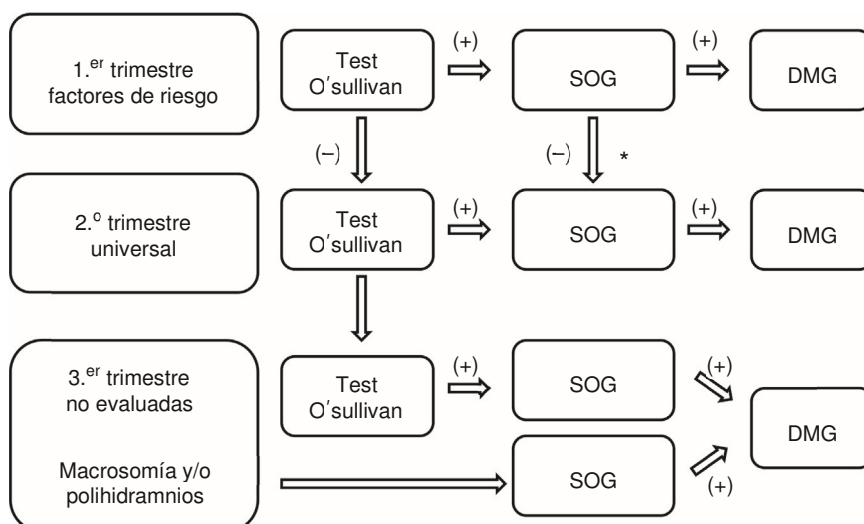 1.er trimestre
factores de riesgo
Test
O'sullivan
(+)
SOG
(+)
DMG
(–)
(–)
*
2.o trimestre
universal
Test
O'sullivan
(+)
SOG
(+)
DMG
3.er trimestre
no evaluadas
Test
O'sullivan
(+)
SOG
(+)
DMG
Macrosomía y/o
polihidramnios
SOG
(+)